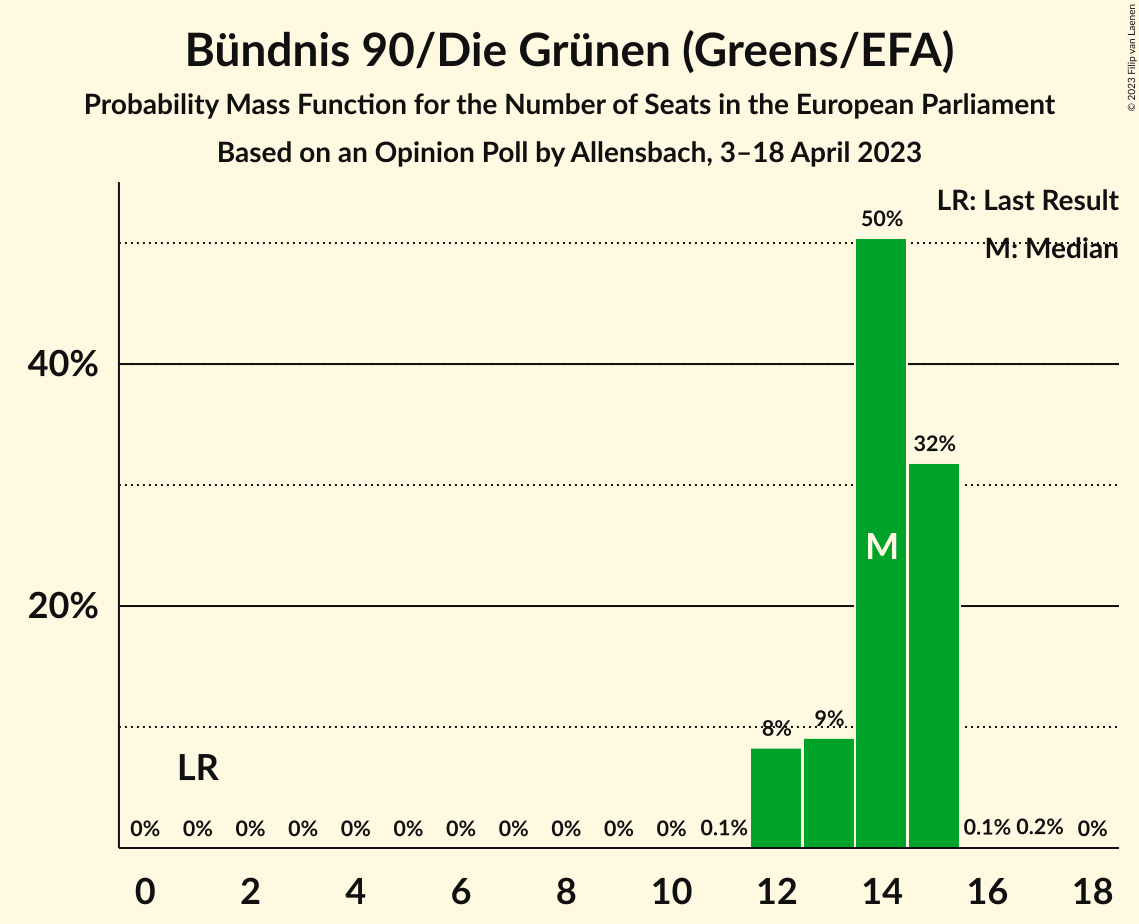 Bündnis 90/Die Grünen (Greens/EFA)
Probability Mass Function for the Number of Seats in the European Parliament
Based on an Opinion Poll by Allensbach, 3–18 April 2023
© 2023 Filip van Laenen
LR: Last Result
M: Median
50%
40%
32%
M
20%
8% 9%
LR
0% 0% 0% 0% 0% 0% 0% 0% 0% 0% 0% 0.1% 0.1% 0.2% 0%
0 2 4 6 8 10 12 14 16 18